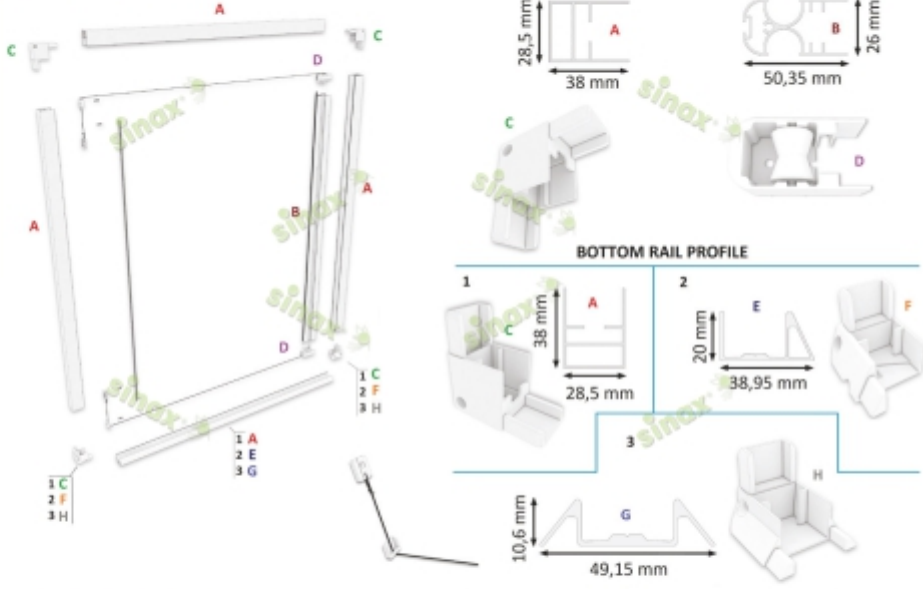 A
C
C
D
A
A
B
D
1 C
2 F
3 H
1 A
2 E
3 G
1 C
2 F
3 H
sinax
sinax
sinax
sinax
28,5 mm
A
38 mm
B
26 mm
50,35 mm
sinax
C
D
sinax
BOTTOM RAIL PROFILE
1
C
38 mm
A
28,5 mm
sinax
2
20 mm
E
38,95 mm
F
sinax
3
10,6 mm
G
49,15 mm
H